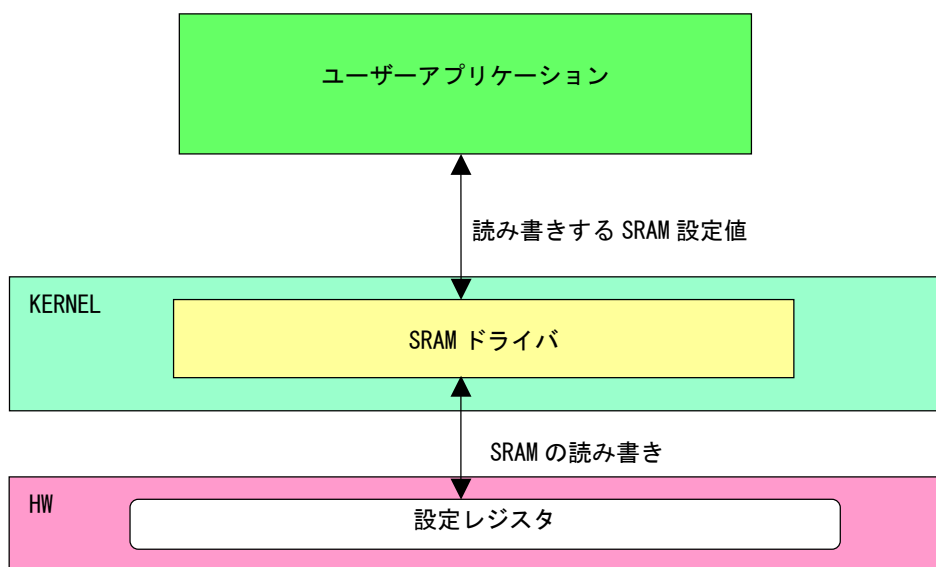 ユーザーアプリケーション
読み書きする SRAM 設定値
KERNEL
SRAM ドライバ
SRAM の読み書き
HW
設定レジスタ